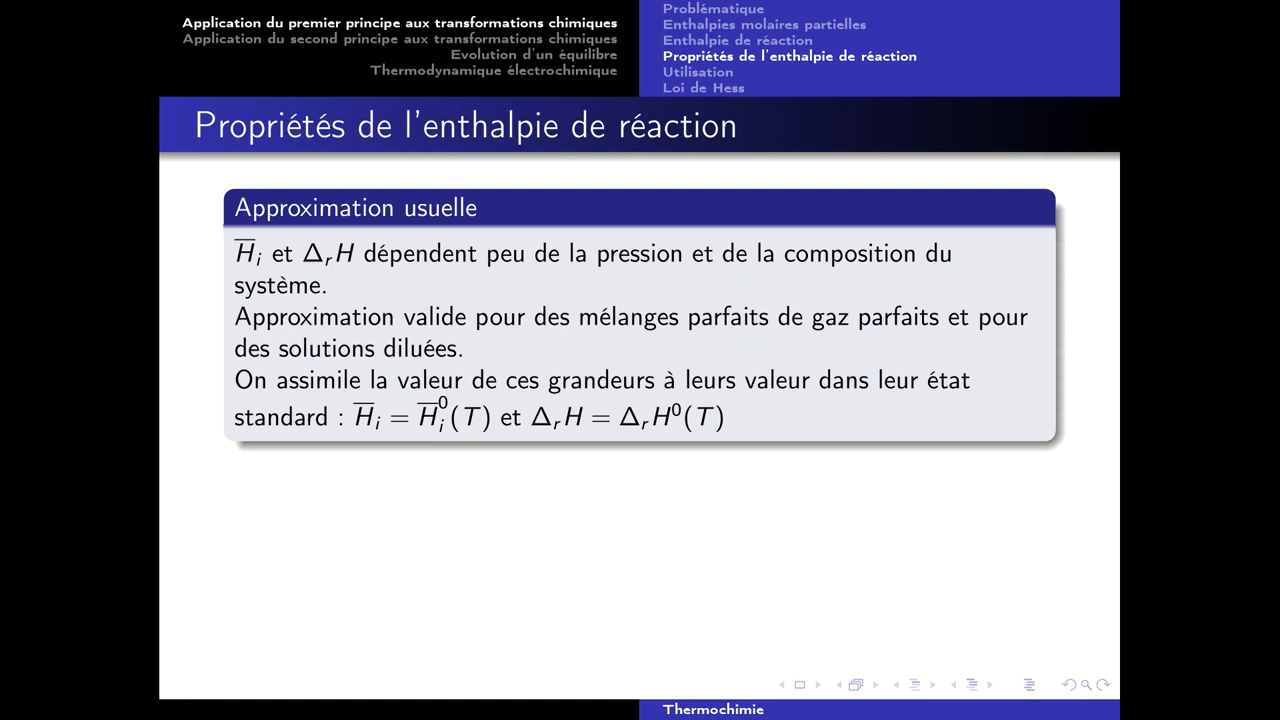 Application du premier principe aux transformations chimiques
Application du second principe aux transformations chimiques
Evolution d'un équilibre
Thermodynamique électrochimique
Problématique
Enthalpies molaires partielles
Enthalpie de réaction
Propriétés de l'enthalpie de réaction
Utilisation
Loi de Hess
Propriétés de l'enthalpie de réaction
Approximation usuelle
H̅ᵢ et ΔᵣH dépendent peu de la pression et de la composition du
système.
Approximation valide pour des mélanges parfaits de gaz parfaits et pour
des solutions diluées.
On assimile la valeur de ces grandeurs à leurs valeur dans leur état
standard : H̅ᵢ = H̅ᵢ⁰(T) et ΔᵣH = ΔᵣH⁰(T)
Thermochimie